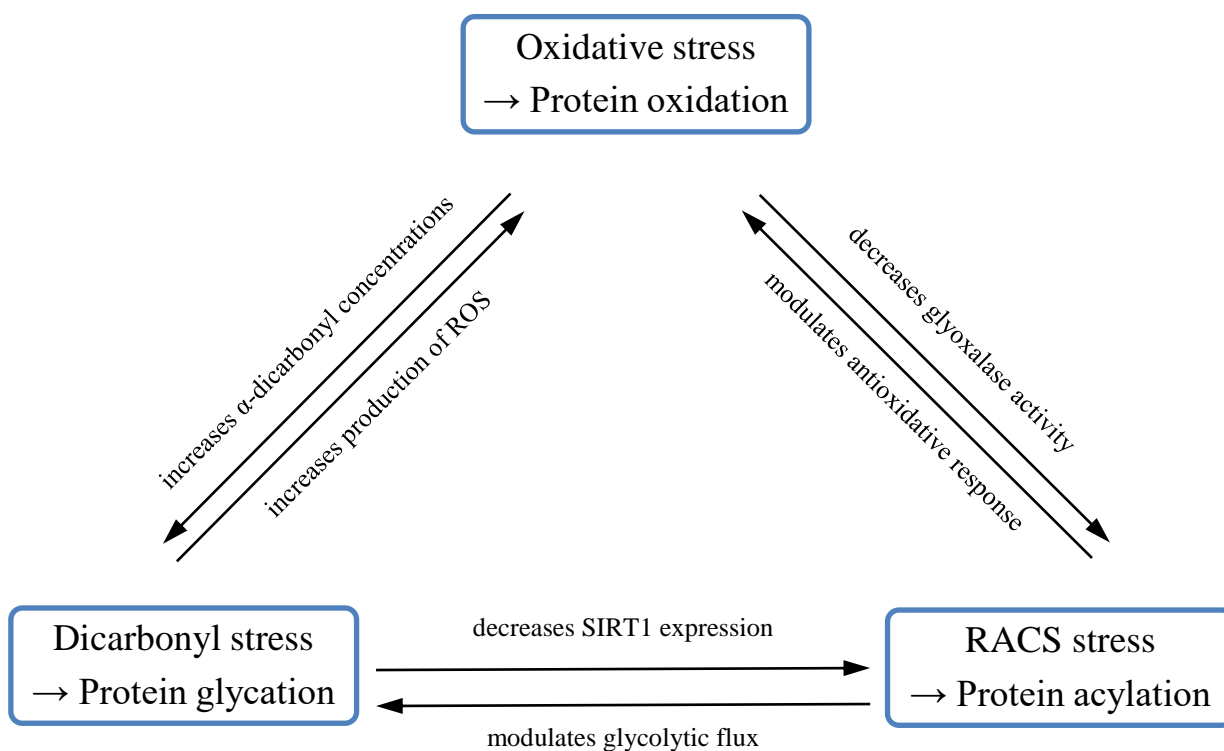 Oxidative stress
→ Protein oxidation
increases α-dicarbonyl concentrations
increases production of ROS
decreases glyoxalase activity
modulates antioxidative response
Dicarbonyl stress
→ Protein glycation
decreases SIRT1 expression
modulates glycolytic flux
RACS stress
→ Protein acylation